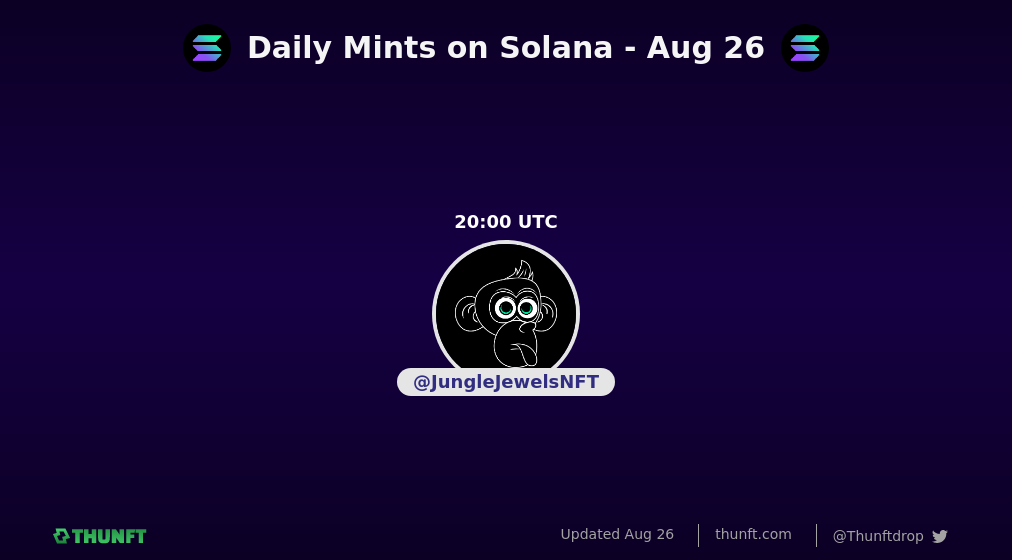 Daily Mints on Solana - Aug 26
20:00 UTC
@JungleJewelsNFT
THUNFT
Updated Aug 26
thunft.com
@Thunftdrop